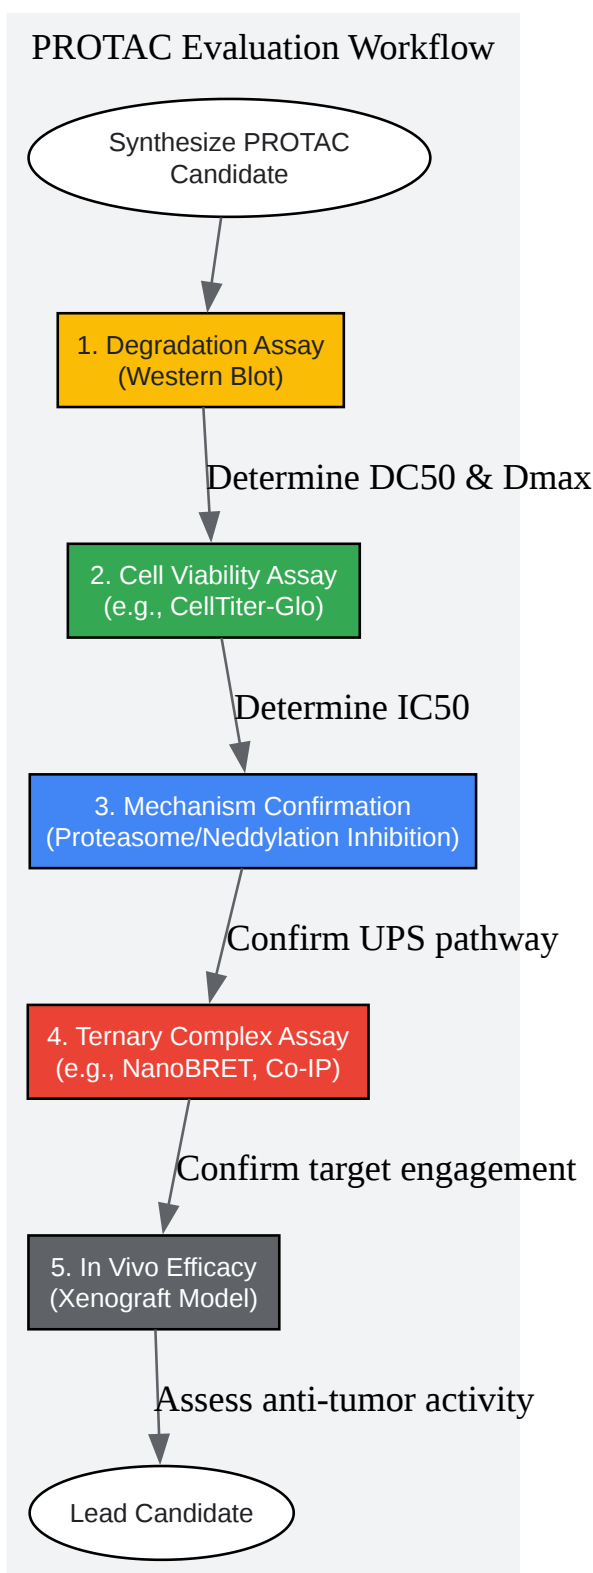 PROTAC Evaluation Workflow
Synthesize PROTAC
Candidate
1. Degradation Assay
(Western Blot)
Determine DC50 & Dmax
2. Cell Viability Assay
(e.g., CellTiter-Glo)
Determine IC50
3. Mechanism Confirmation
(Proteasome/Neddylation Inhibition)
Confirm UPS pathway
4. Ternary Complex Assay
(e.g., NanoBRET, Co-IP)
Confirm target engagement
5. In Vivo Efficacy
(Xenograft Model)
Assess anti-tumor activity
Lead Candidate